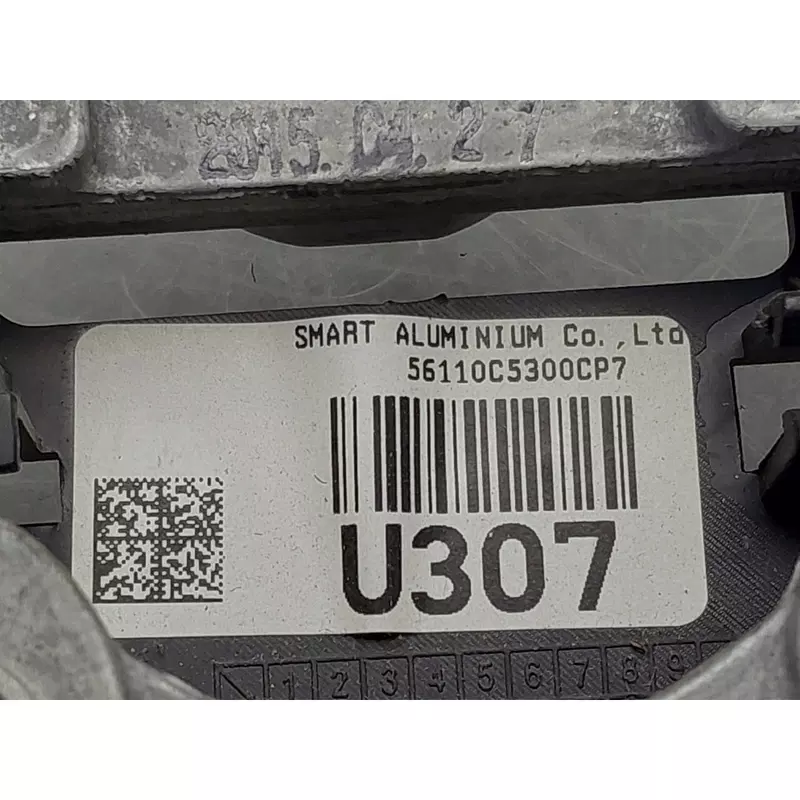 2015.04.27
SMART ALUMINIUM Co.,Ltd
56110C5300CP7
U307
1 2 3 4 5 6 7 8 9